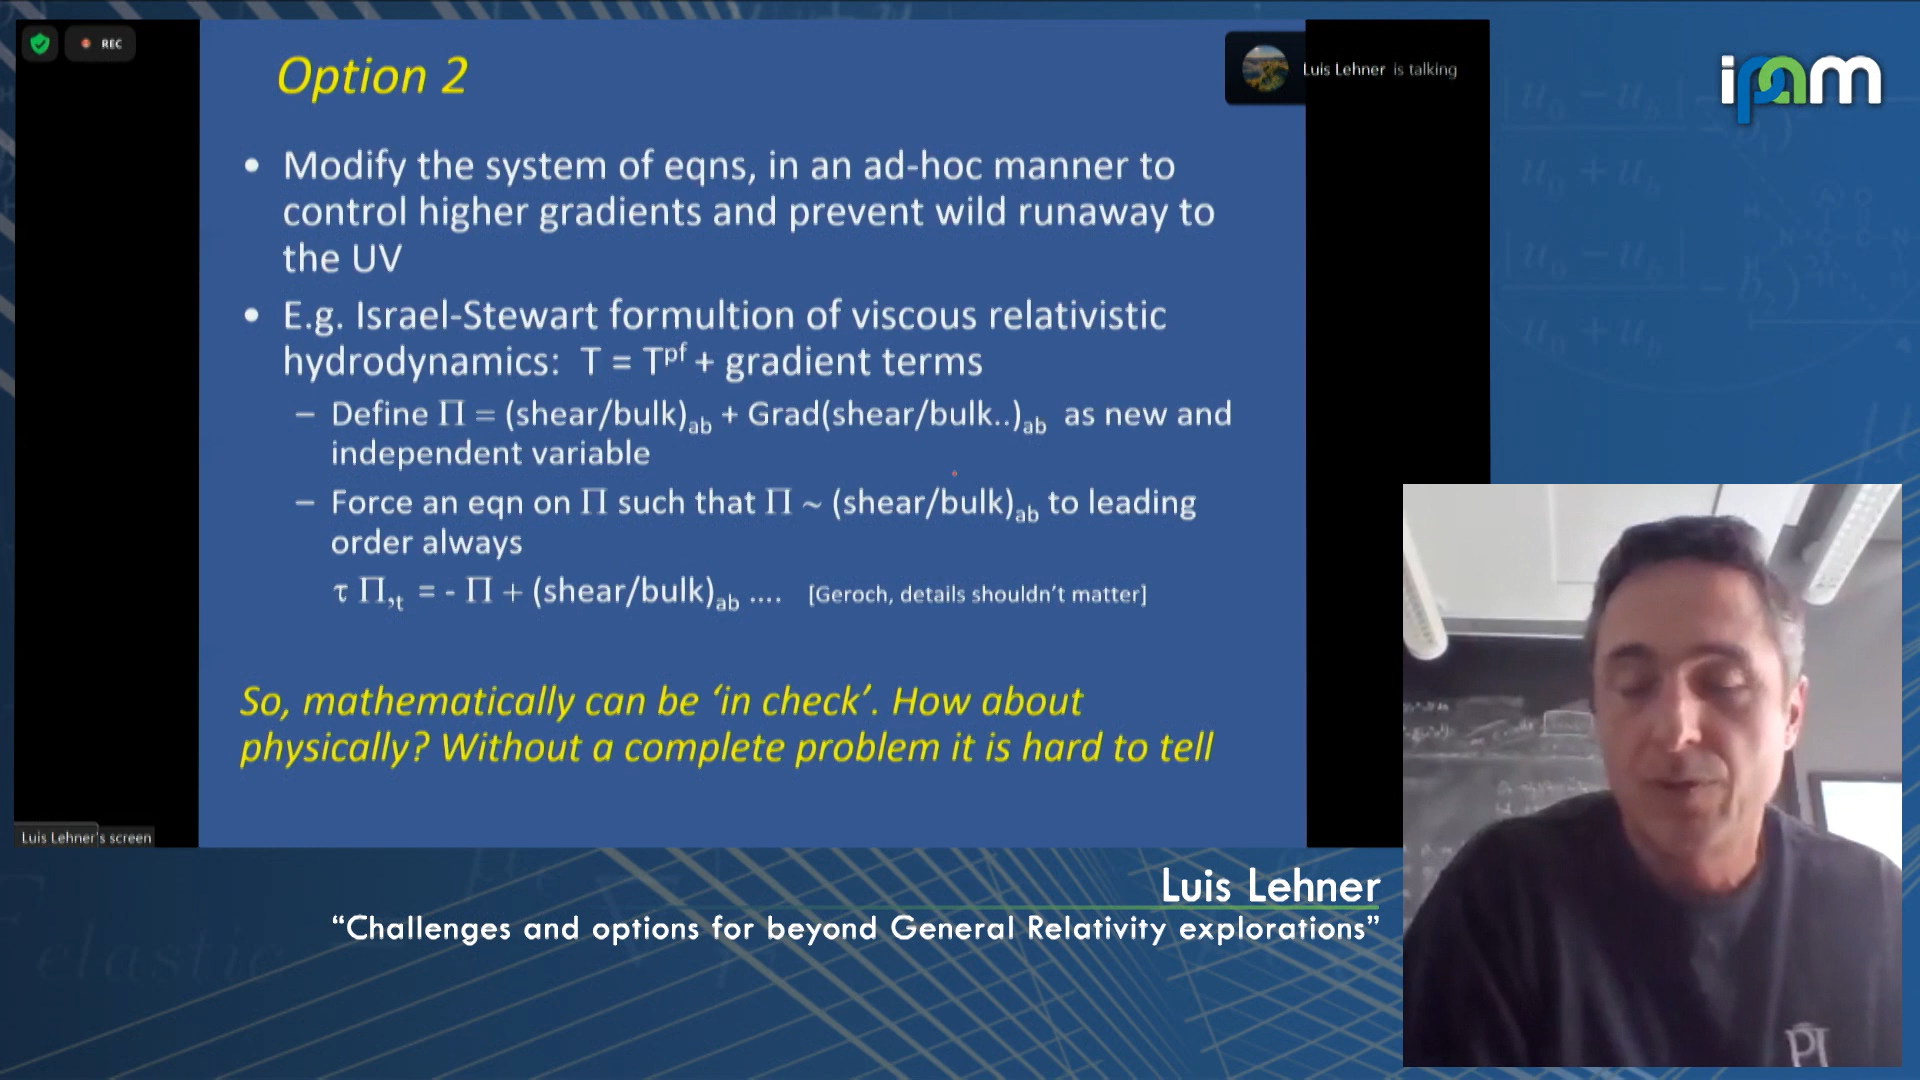 REC
Option 2
Luis Lehner is talking
ipam
• Modify the system of eqns, in an ad-hoc manner to
control higher gradients and prevent wild runaway to
the UV
• E.g. Israel-Stewart formultion of viscous relativistic
hydrodynamics: T = Tᵖᶠ + gradient terms
– Define Π = (shear/bulk)ab + Grad(shear/bulk..)ab as new and
independent variable
– Force an eqn on Π such that Π ~ (shear/bulk)ab to leading
order always
τ Π,t = - Π + (shear/bulk)ab .... [Geroch, details shouldn't matter]
So, mathematically can be ‘in check’. How about
physically? Without a complete problem it is hard to tell
Luis Lehner's screen
Luis Lehner
“Challenges and options for beyond General Relativity explorations”
PI
elastic